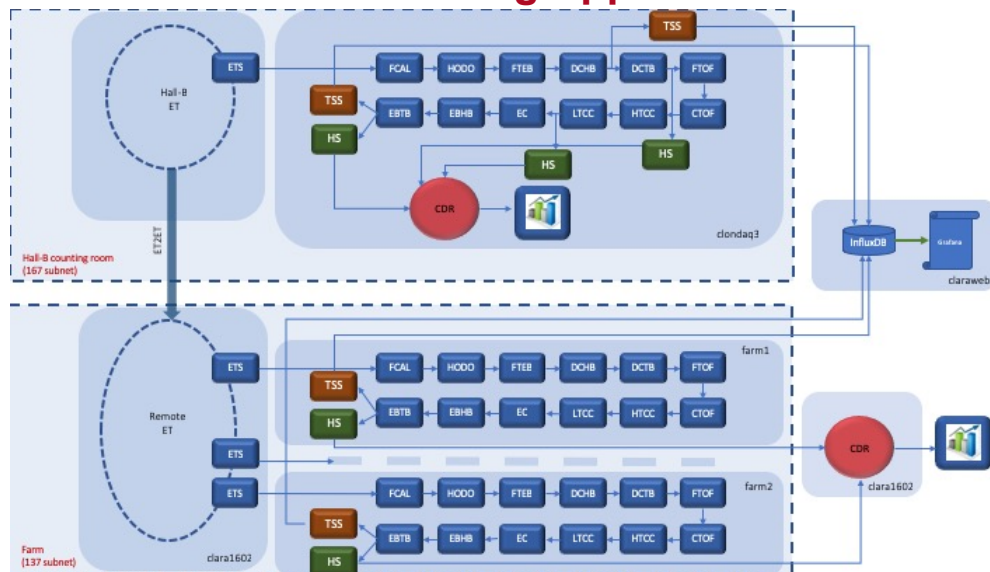 TSS
ETS
FCAL
HODO
FTEB
DCHB
DCTB
FTOF
Hall-B
ET
TSS
EBTB
EBHB
EC
LTCC
HTCC
CTOF
HS
HS
HS
CDR
clondaq3
ET2ET
Hall-B counting room
(167 subnet)
InfluxDB
Grafana
claraweb
farm1
ETS
FCAL
HODO
FTEB
DCHB
DCTB
FTOF
TSS
Remote
ET
EBTB
EBHB
EC
LTCC
HTCC
CTOF
HS
CDR
ETS
clara1602
farm2
ETS
FCAL
HODO
FTEB
DCHB
DCTB
FTOF
TSS
EBTB
EBHB
EC
LTCC
HTCC
CTOF
HS
clara1602
Farm
(137 subnet)